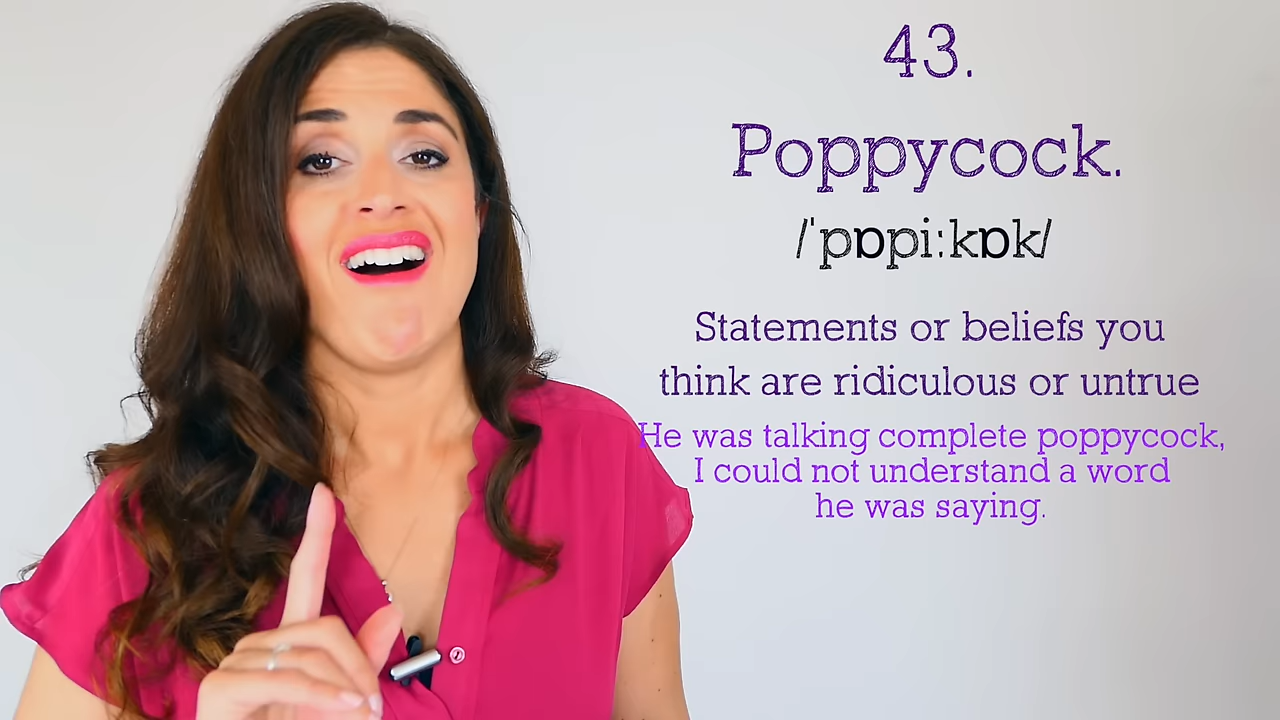 43.
Poppycock.
/ˈpɒpiːkɒk/
Statements or beliefs you
think are ridiculous or untrue
He was talking complete poppycock,
I could not understand a word
he was saying.